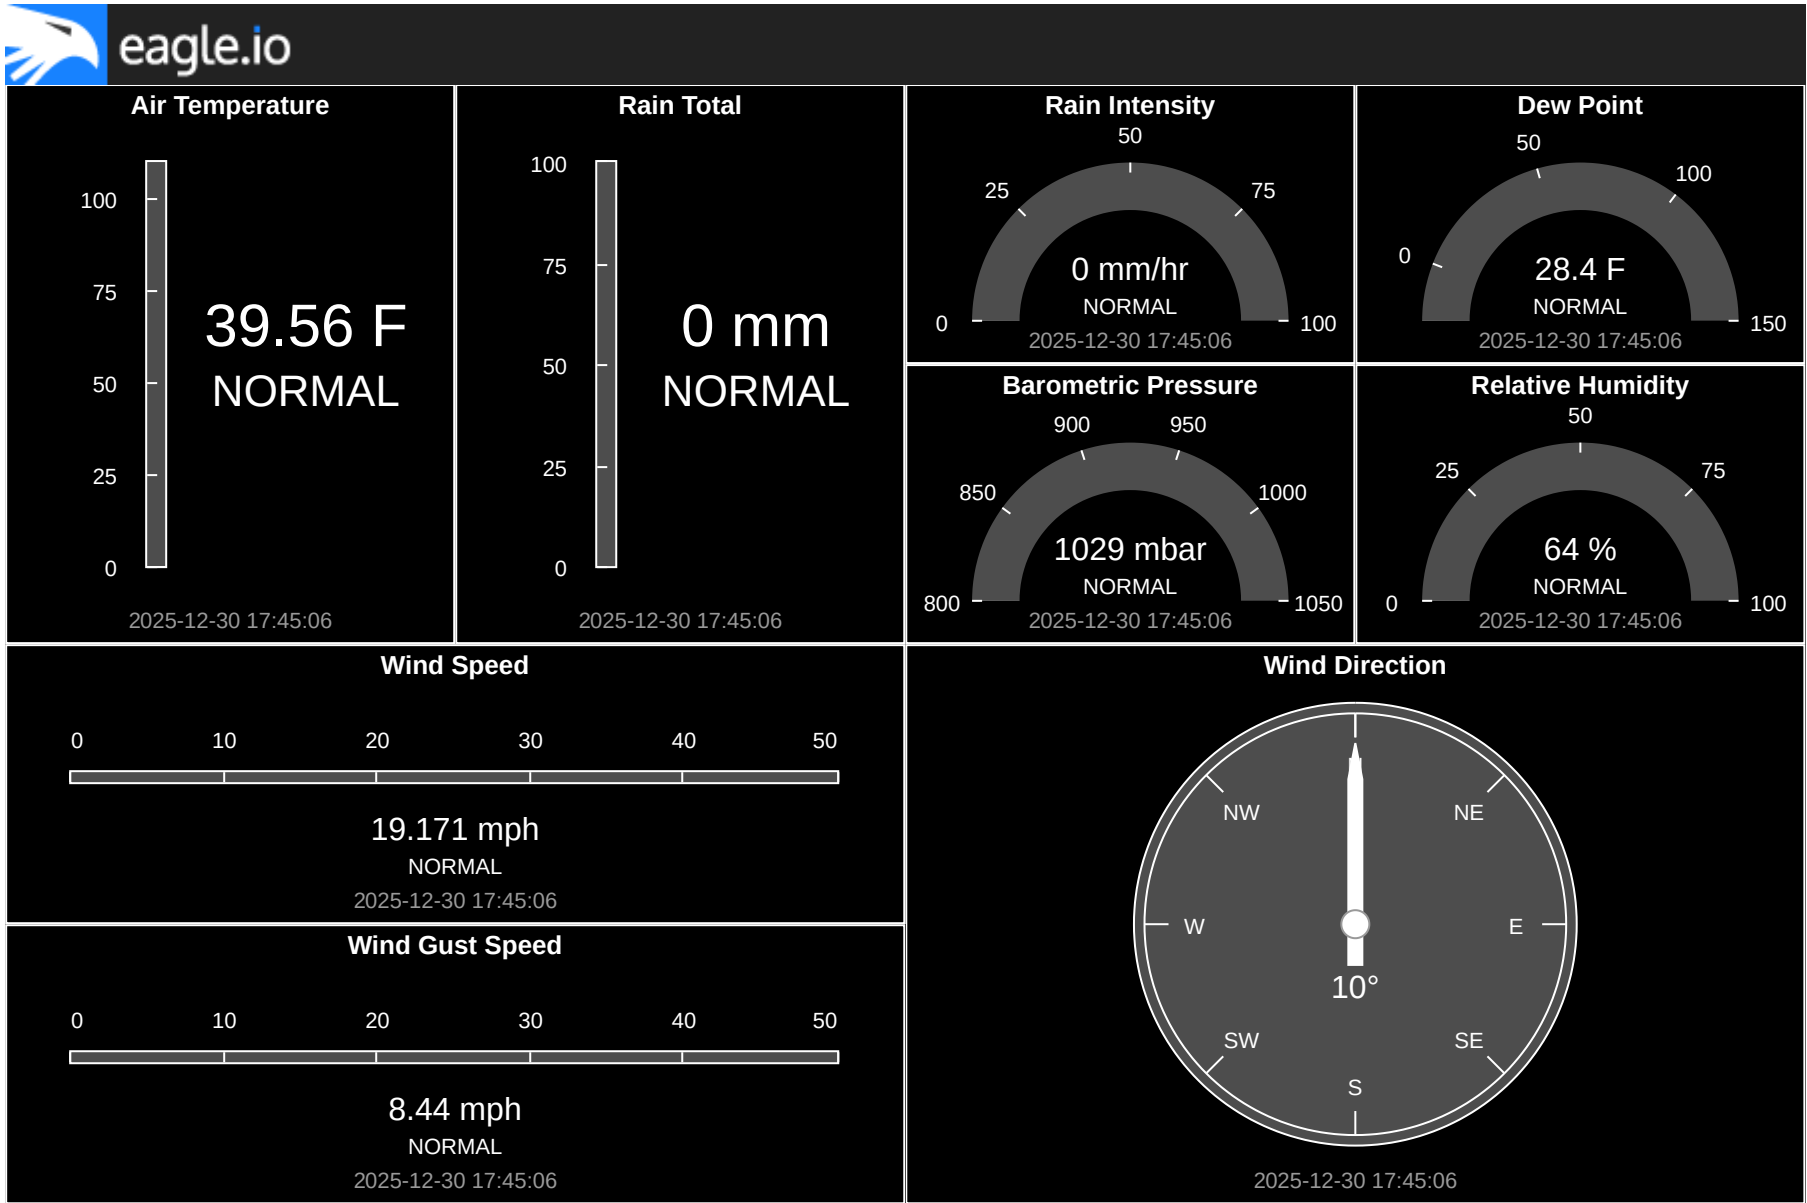 eagle.io
Air Temperature
100
75
50
25
0
39.56 F
NORMAL
2025-12-30 17:45:06
Rain Total
100
75
50
25
0
0 mm
NORMAL
2025-12-30 17:45:06
Rain Intensity
50
25
75
0
100
0 mm/hr
NORMAL
2025-12-30 17:45:06
Dew Point
50
100
0
150
28.4 F
NORMAL
2025-12-30 17:45:06
Barometric Pressure
900
950
850
1000
800
1050
1029 mbar
NORMAL
2025-12-30 17:45:06
Relative Humidity
50
25
75
0
100
64 %
NORMAL
2025-12-30 17:45:06
Wind Speed
0 10 20 30 40 50
19.171 mph
NORMAL
2025-12-30 17:45:06
Wind Gust Speed
0 10 20 30 40 50
8.44 mph
NORMAL
2025-12-30 17:45:06
Wind Direction
NW NE
W E
10°
SW SE
S
2025-12-30 17:45:06